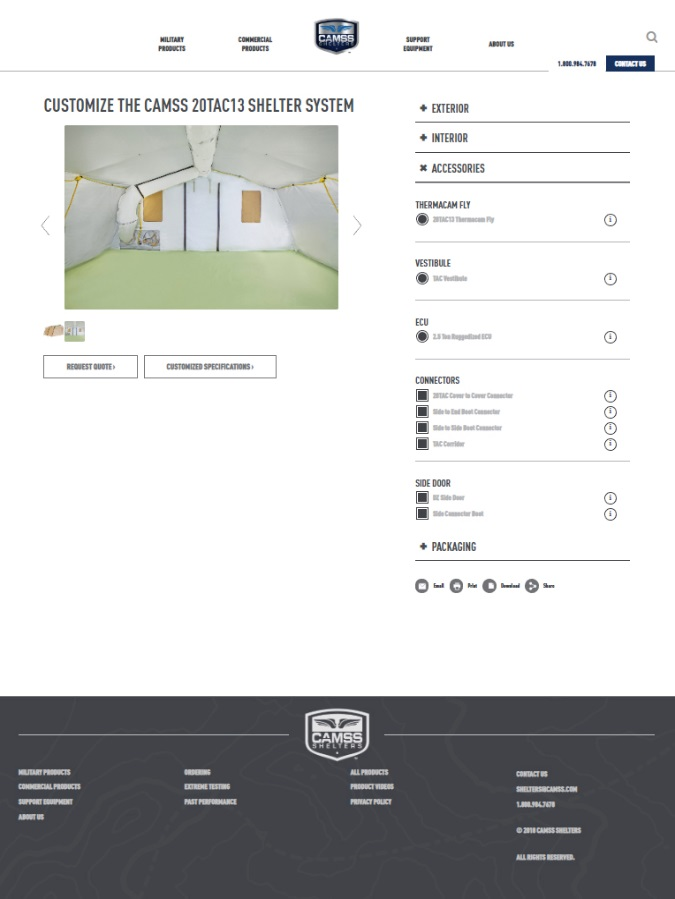 MILITARY
PRODUCTS
COMMERCIAL
PRODUCTS
CAMSS
SHELTERS
SUPPORT
EQUIPMENT
ABOUT US
1.800.984.7678
CONTACT US
CUSTOMIZE THE CAMSS 20TAC13 SHELTER SYSTEM
REQUEST QUOTE ›
CUSTOMIZED SPECIFICATIONS ›
+ EXTERIOR
+ INTERIOR
× ACCESSORIES
THERMACAM FLY
20TAC13 Thermacam Fly
VESTIBULE
TAC Vestibule
ECU
2.5 Ton Ruggedized ECU
CONNECTORS
20TAC Cover to Cover Connector
Side to End Boot Connector
Side to Side Boot Connector
TAC Corridor
SIDE DOOR
SE Side Door
Side Connector Boot
+ PACKAGING
Email
Print
Download
Share
CAMSS
SHELTERS
MILITARY PRODUCTS
COMMERCIAL PRODUCTS
SUPPORT EQUIPMENT
ABOUT US
ORDERING
EXTREME TESTING
PAST PERFORMANCE
ALL PRODUCTS
PRODUCT VIDEOS
PRIVACY POLICY
CONTACT US
SHELTERS@CAMSS.COM
1.800.984.7678
© 2018 CAMSS SHELTERS
ALL RIGHTS RESERVED.